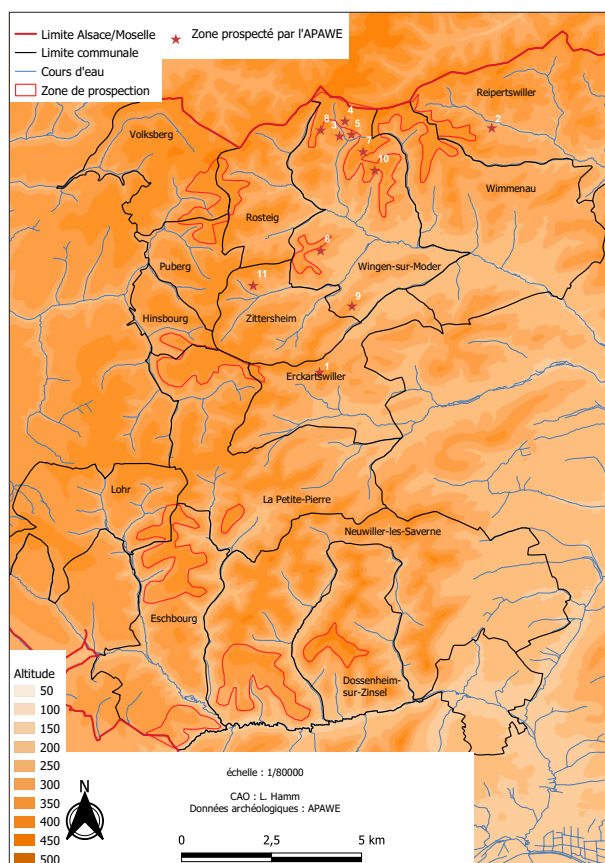 Limite Alsace/Moselle
Limite communale
Cours d'eau
Zone de prospection
Zone prospecté par l'APAWE
Reipertswiller
Volksberg
4
8
3
5
2
7
10
Wimmenau
Rosteig
6
Puberg
Wingen-sur-Moder
11
9
Hinsbourg
Zittersheim
1
Erckartswiller
Lohr
La Petite-Pierre
Neuwiller-les-Saverne
Eschbourg
Dossenheim-
sur-Zinsel
Altitude
50
100
150
200
250
300
350
400
450
500
N
échelle : 1/80000
CAO : L. Hamm
Données archéologiques : APAWE
0 2,5 5 km